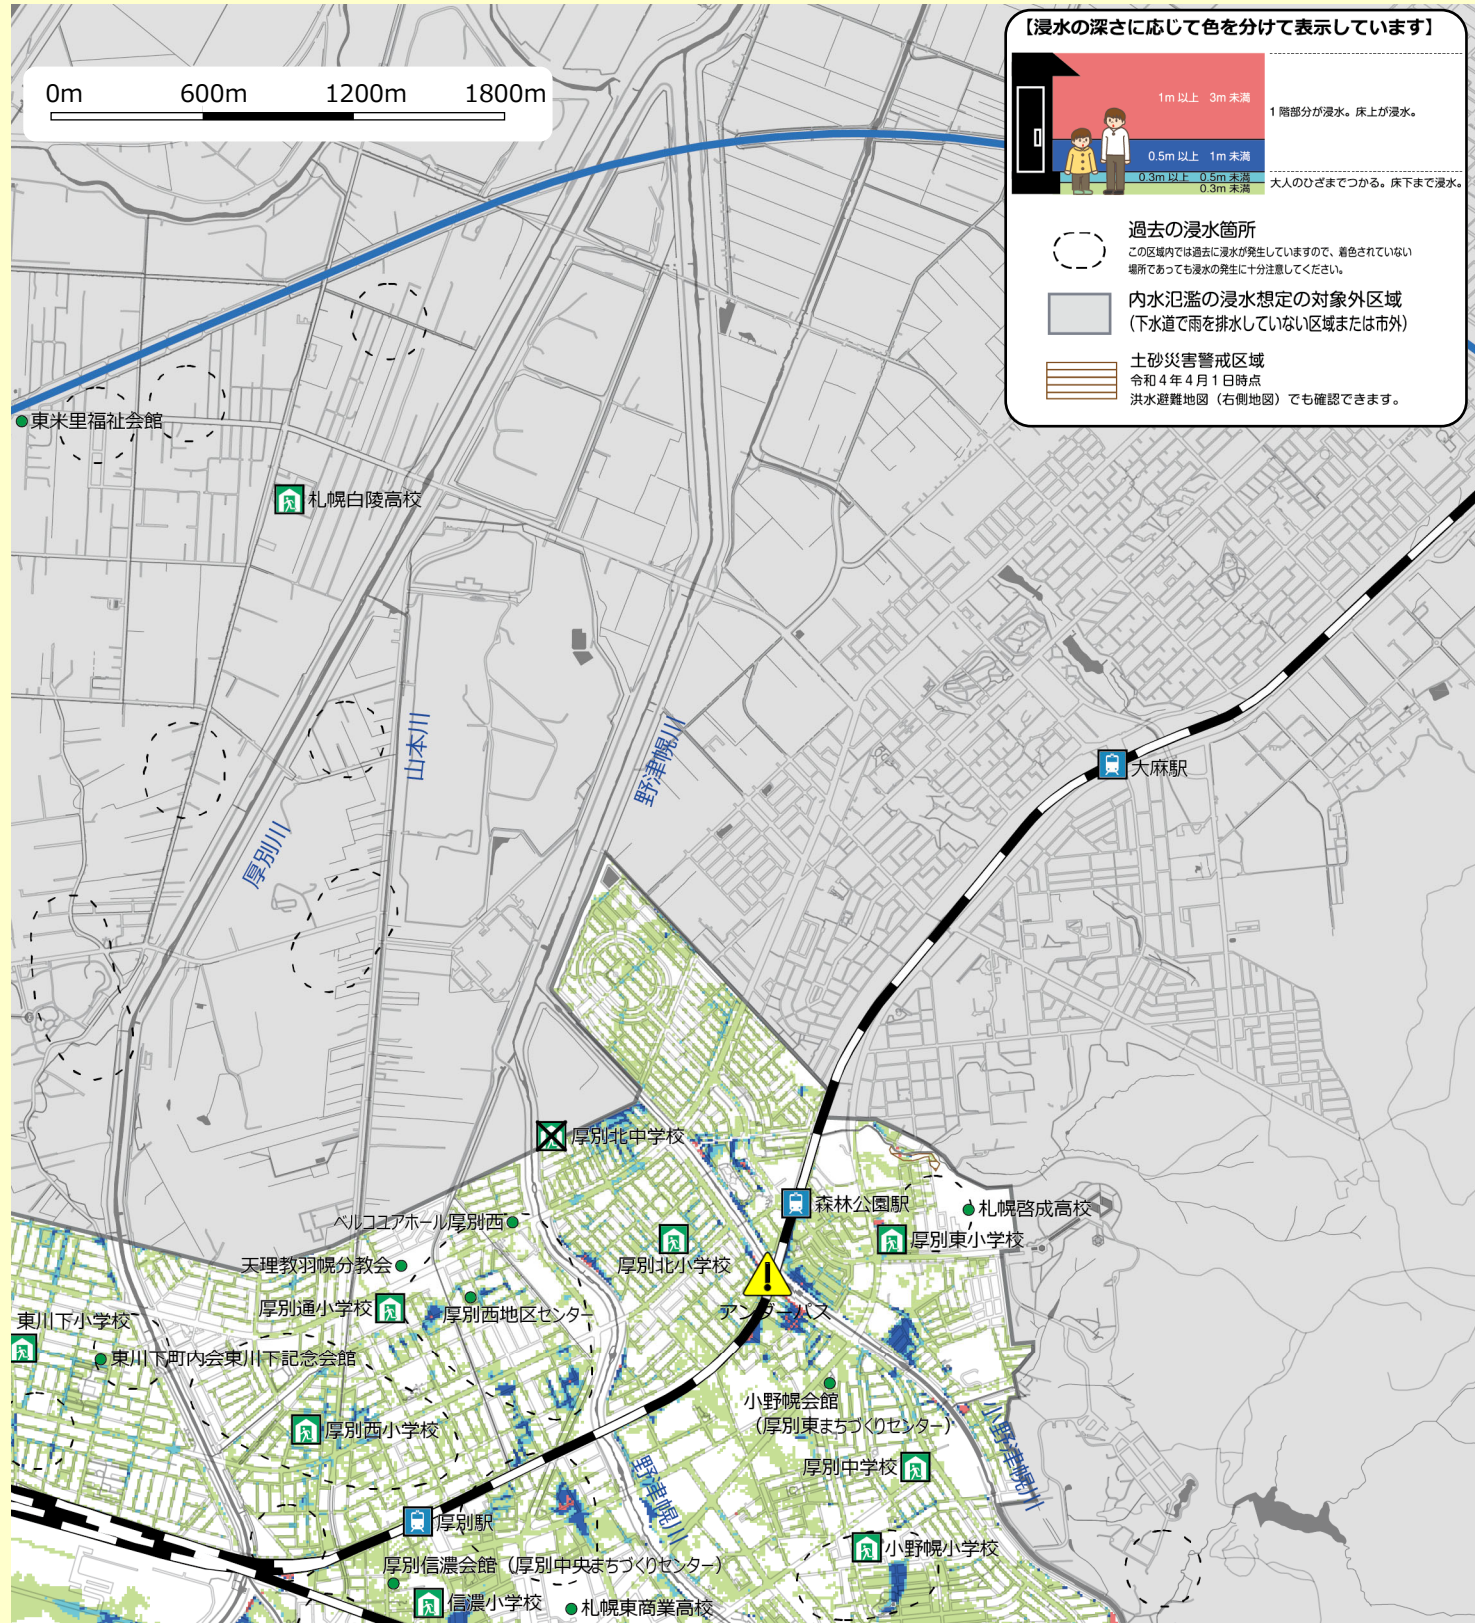 0m 600m 1200m 1800m
【浸水の深さに応じて色を分けて表示しています】
1m 以上 3m 未満
1 階部分が浸水。床上が浸水。
0.5m 以上 1m 未満
0.3m 以上 0.5m 未満
0.3m 未満
大人のひざまでつかる。床下まで浸水。
過去の浸水箇所
この区域内では過去に浸水が発生していますので、着色されていない
場所であっても浸水の発生に十分注意してください。
内水氾濫の浸水想定の対象外区域
(下水道で雨を排水していない区域または市外)
土砂災害警戒区域
令和４年４月１日時点
洪水避難地図（右側地図）でも確認できます。
東米里福祉会館
札幌白陵高校
山本川
野津幌川
大麻駅
厚別川
厚別北中学校
森林公園駅
札幌啓成高校
ベルコユアホール厚別西
厚別東小学校
天理教羽幌分教会
厚別北小学校
厚別通小学校
厚別西地区センター
アンダーパス
東川下小学校
東川下町内会東川下記念会館
小野幌会館
（厚別東まちづくりセンター）
小野津幌川
厚別西小学校
厚別中学校
野津幌川
厚別駅
小野幌小学校
厚別信濃会館（厚別中央まちづくりセンター）
信濃小学校
札幌東商業高校